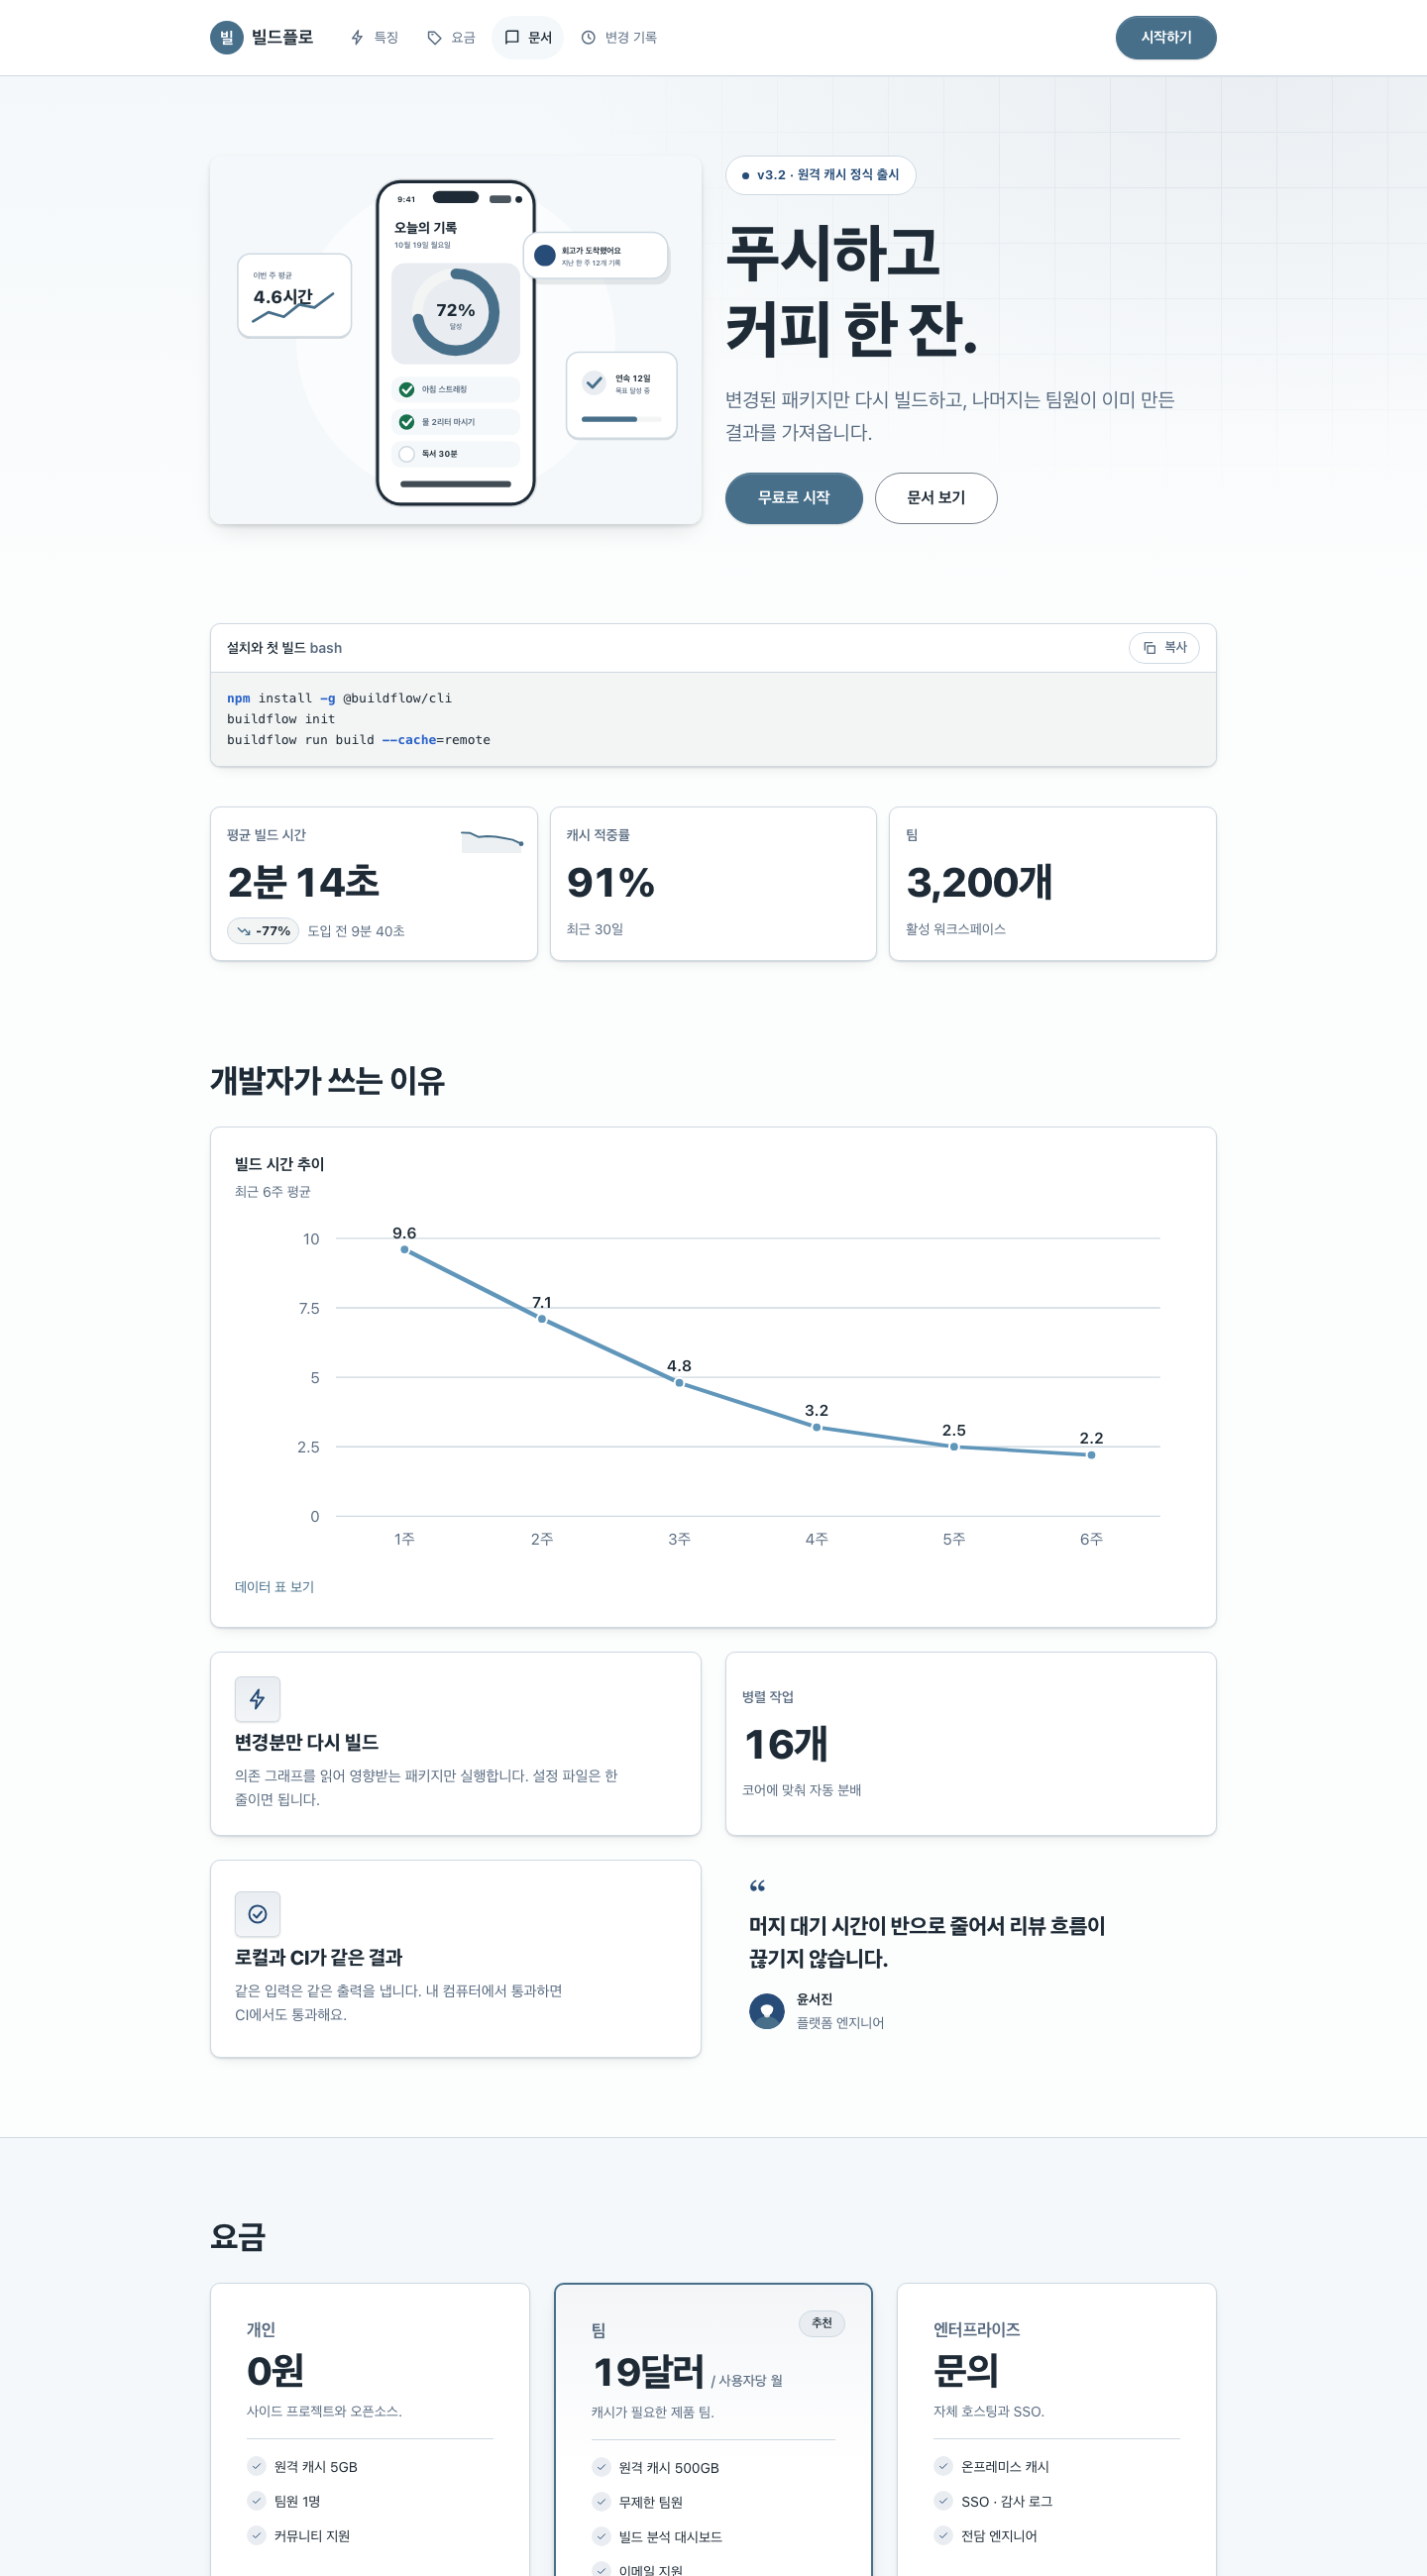 빌 빌드플로
특징
요금
문서
변경 기록
시작하기
9:41
오늘의 기록
10월 19일 월요일
72%
달성
아침 스트레칭
물 2리터 마시기
독서 30분
이번 주 평균
4.6시간
회고가 도착했어요
지난 한 주 12개 기록
연속 12일
목표 달성 중
v3.2 · 원격 캐시 정식 출시
푸시하고
커피 한 잔.
변경된 패키지만 다시 빌드하고, 나머지는 팀원이 이미 만든
결과를 가져옵니다.
무료로 시작
문서 보기
설치와 첫 빌드 bash
복사
npm install -g @buildflow/cli
buildflow init
buildflow run build --cache=remote
평균 빌드 시간
2분 14초
-77% 도입 전 9분 40초
캐시 적중률
91%
최근 30일
팀
3,200개
활성 워크스페이스
개발자가 쓰는 이유
빌드 시간 추이
최근 6주 평균
10
7.5
5
2.5
0
9.6
7.1
4.8
3.2
2.5
2.2
1주
2주
3주
4주
5주
6주
데이터 표 보기
변경분만 다시 빌드
의존 그래프를 읽어 영향받는 패키지만 실행합니다. 설정 파일은 한
줄이면 됩니다.
병렬 작업
16개
코어에 맞춰 자동 분배
로컬과 CI가 같은 결과
같은 입력은 같은 출력을 냅니다. 내 컴퓨터에서 통과하면
CI에서도 통과해요.
“
머지 대기 시간이 반으로 줄어서 리뷰 흐름이
끊기지 않습니다.
윤서진
플랫폼 엔지니어
요금
개인
0원
사이드 프로젝트와 오픈소스.
원격 캐시 5GB
팀원 1명
커뮤니티 지원
팀
추천
19달러 / 사용자당 월
캐시가 필요한 제품 팀.
원격 캐시 500GB
무제한 팀원
빌드 분석 대시보드
이메일 지원
엔터프라이즈
문의
자체 호스팅과 SSO.
온프레미스 캐시
SSO · 감사 로그
전담 엔지니어